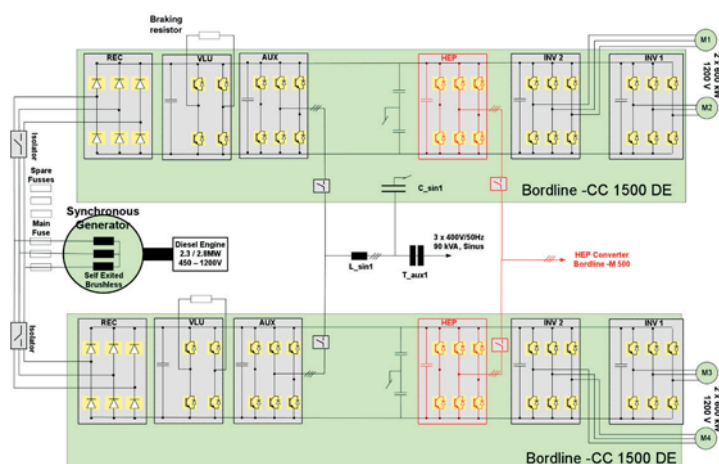 Braking
resistor
REC
VLU
AUX
HEP
INV 2
INV 1
M1
M2
2 x 600 kW
1200 V
Isolator
Bordline -CC 1500 DE
Spare
Fuses
Main
Fuse
Synchronous
Generator
Self Exited
Brushless
Diesel Engine
2.3 / 2.8MW
450 – 1200V
C_sin1
L_sin1
T_aux1
3 x 400V/50Hz
90 kVA, Sinus
HEP Converter
Bordline -M 500
Isolator
REC
VLU
AUX
HEP
INV 2
INV 1
M3
M4
2 x 600 kW
1200 V
Bordline -CC 1500 DE